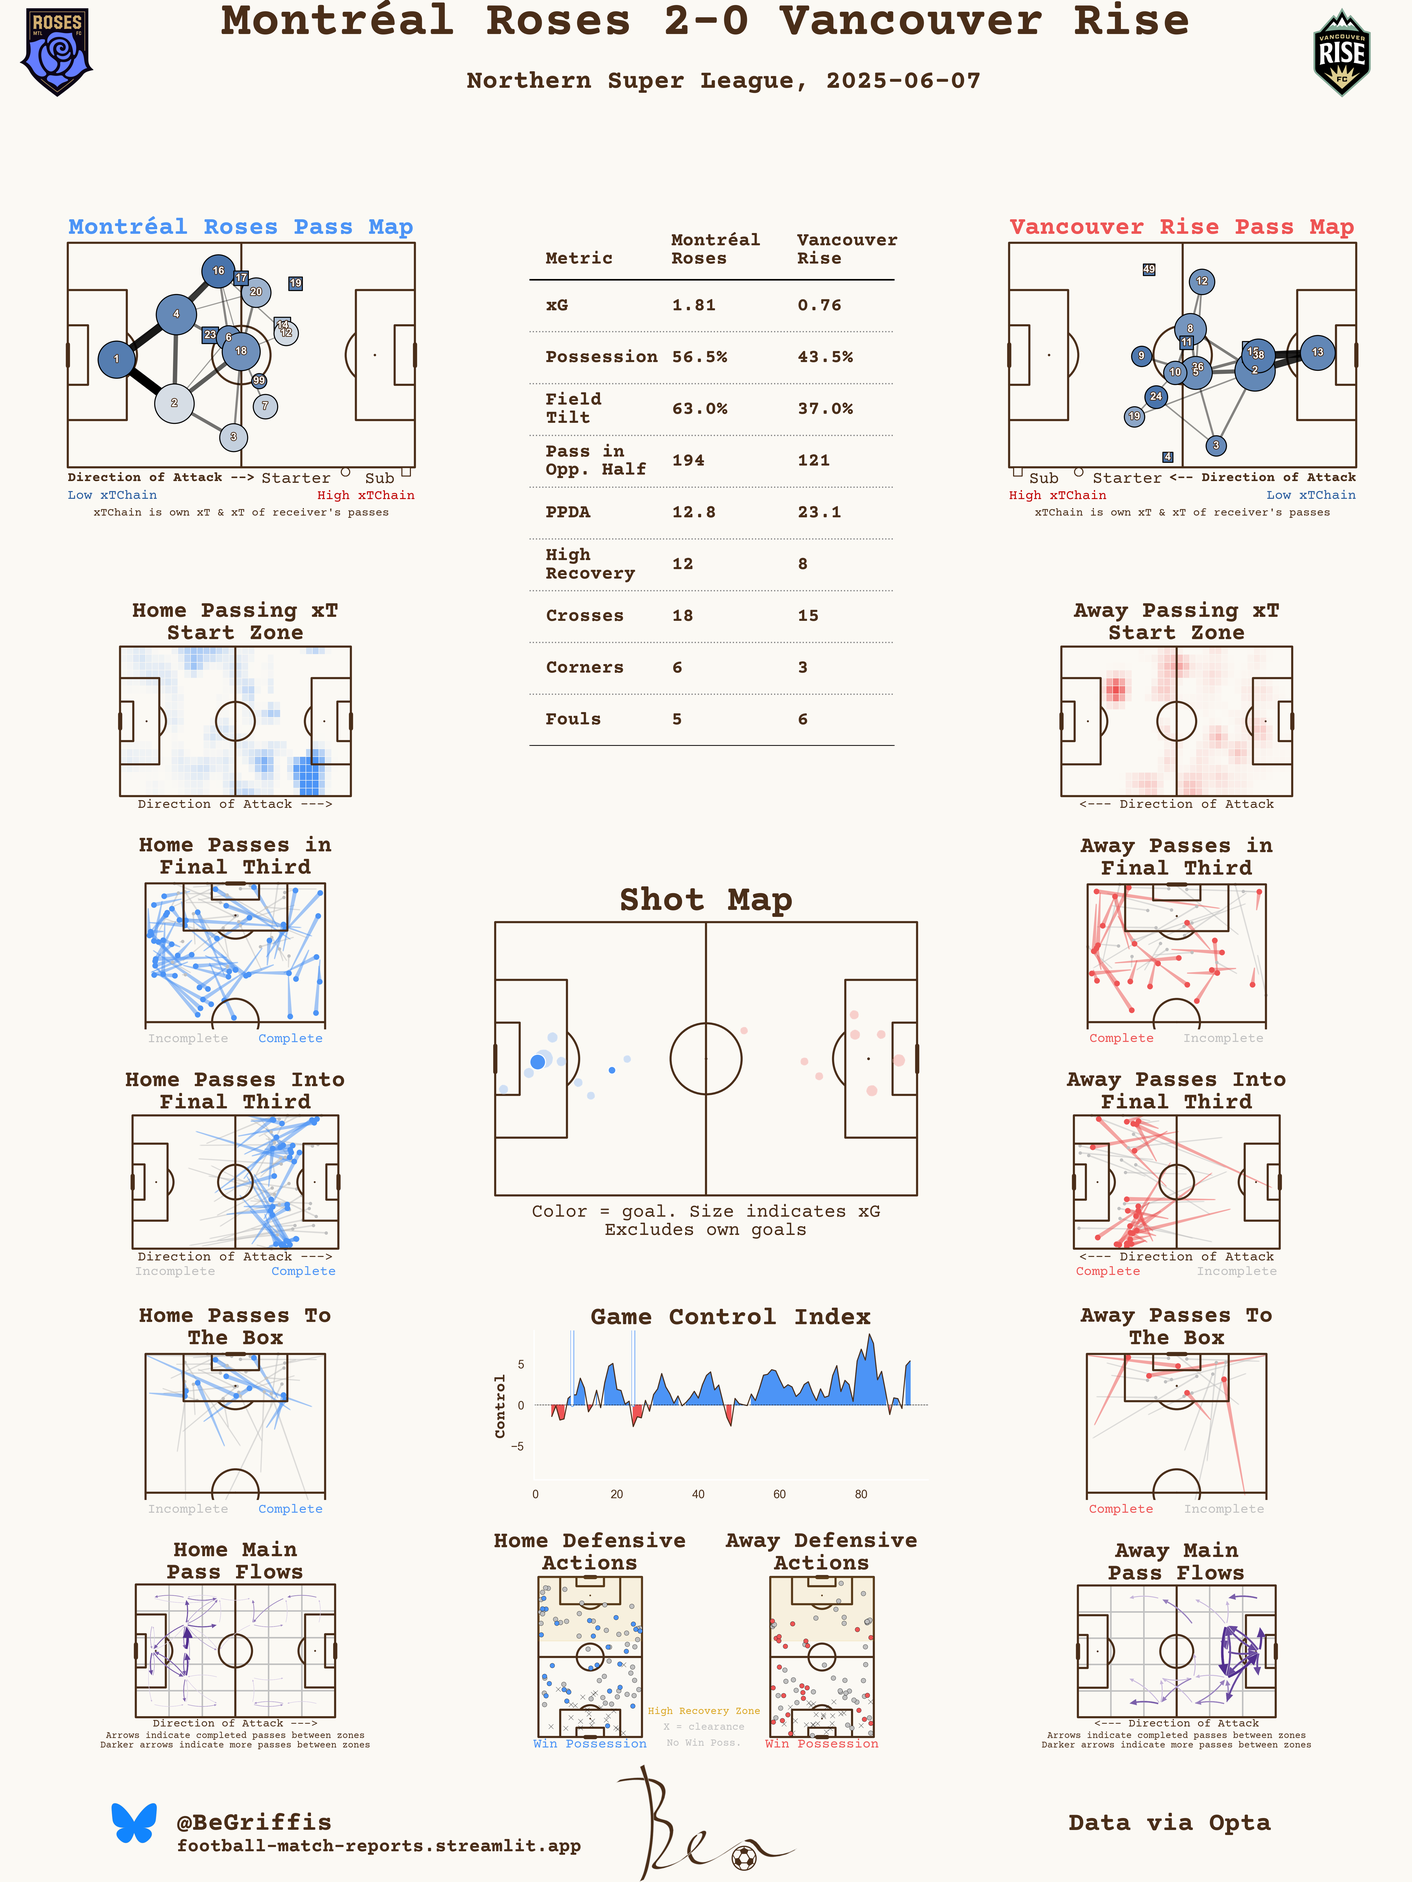 Montréal Roses 2-0 Vancouver Rise
Northern Super League, 2025-06-07
ROSES
MTL FC
VANCOUVER
RISE
FC
Montréal Roses Pass Map
16
17
19
20
4
14
12
23
6
18
1
99
2
7
3
Direction of Attack --> Starter Sub
Low xTChain High xTChain
xTChain is own xT & xT of receiver's passes
Metric Montréal Roses Vancouver Rise
xG 1.81 0.76
Possession 56.5% 43.5%
Field Tilt 63.0% 37.0%
Pass in Opp. Half 194 121
PPDA 12.8 23.1
High Recovery 12 8
Crosses 18 15
Corners 6 3
Fouls 5 6
Vancouver Rise Pass Map
49
12
8
11
9
38
13
10
26
5
2
24
19
3
4
Sub Starter <-- Direction of Attack
High xTChain Low xTChain
xTChain is own xT & xT of receiver's passes
Home Passing xT
Start Zone
Direction of Attack --->
Away Passing xT
Start Zone
<--- Direction of Attack
Home Passes in
Final Third
Incomplete Complete
Shot Map
Color = goal. Size indicates xG
Excludes own goals
Away Passes in
Final Third
Complete Incomplete
Home Passes Into
Final Third
Direction of Attack --->
Incomplete Complete
Away Passes Into
Final Third
<--- Direction of Attack
Complete Incomplete
Home Passes To
The Box
Incomplete Complete
Game Control Index
Control
5
0
−5
0 20 40 60 80
Away Passes To
The Box
Complete Incomplete
Home Main
Pass Flows
Direction of Attack --->
Arrows indicate completed passes between zones
Darker arrows indicate more passes between zones
Home Defensive
Actions
Win Possession
High Recovery Zone
X = clearance
No Win Poss.
Away Defensive
Actions
Win Possession
Away Main
Pass Flows
<--- Direction of Attack
Arrows indicate completed passes between zones
Darker arrows indicate more passes between zones
@BeGriffis
football-match-reports.streamlit.app
Ben
Data via Opta